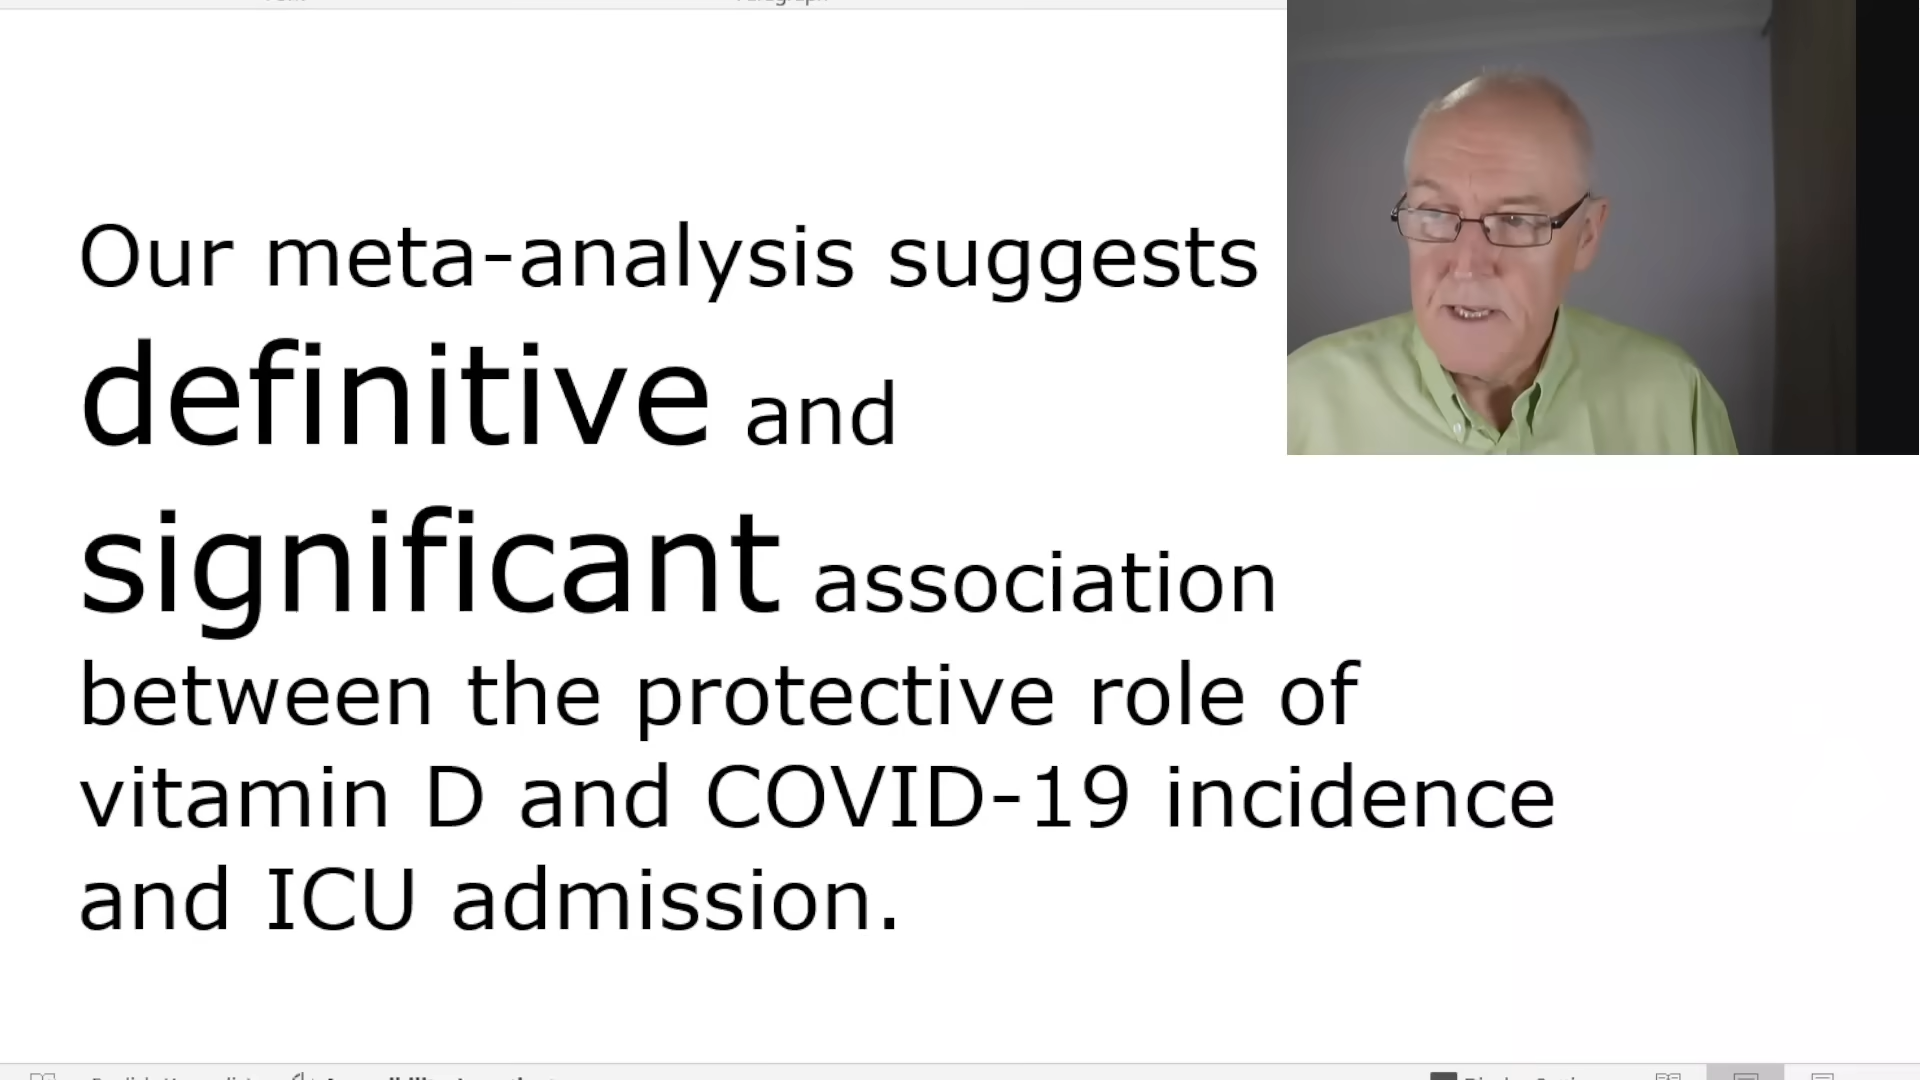 Our meta-analysis suggests
definitive and
significant association
between the protective role of
vitamin D and COVID-19 incidence
and ICU admission.